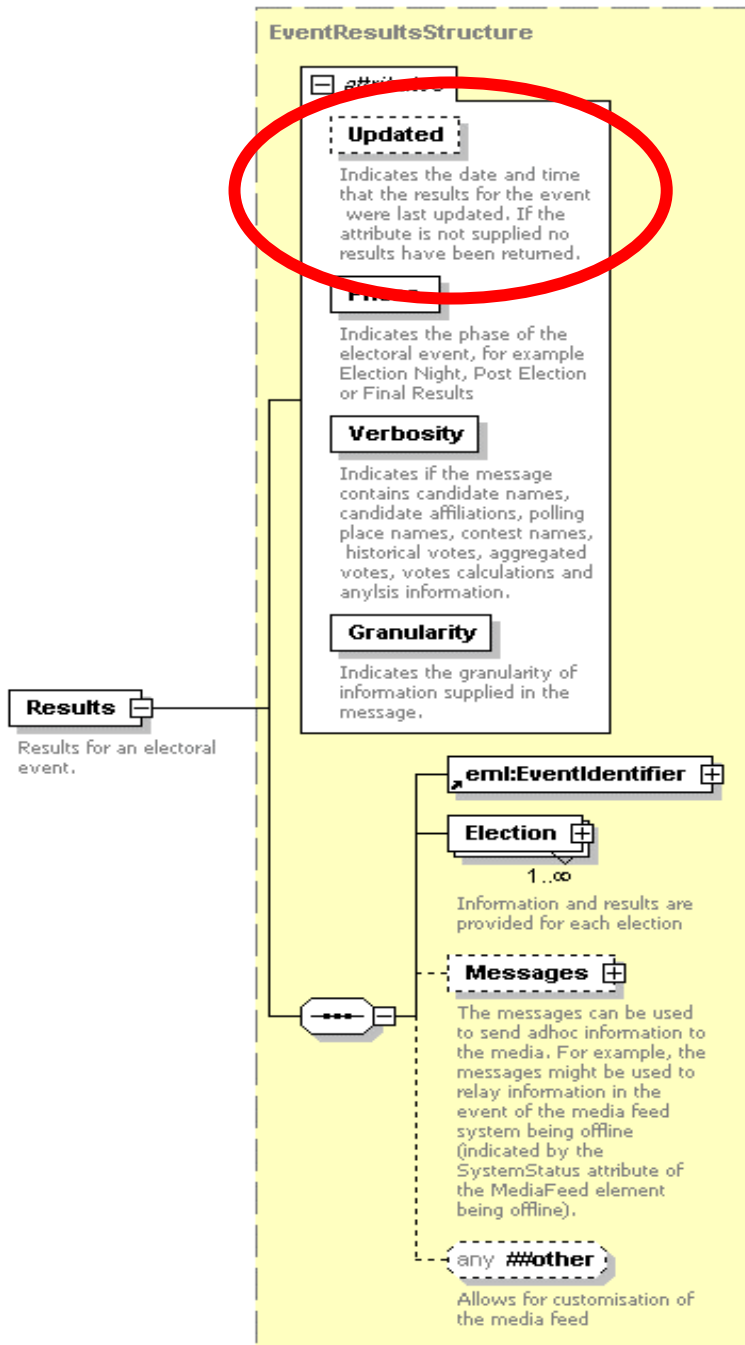 EventResultsStructure
Updated
Indicates the date and time
that the results for the event
were last updated. If the
attribute is not supplied no
results have been returned.
Indicates the phase of the
electoral event, for example
Election Night, Post Election
or Final Results
Verbosity
Indicates if the message
contains candidate names,
candidate affiliations, polling
place names, contest names,
historical votes, aggregated
votes, votes calculations and
anylsis information.
Granularity
Indicates the granularity of
information supplied in the
message.
Results
Results for an electoral
event.
eml:EventIdentifier
Election
1..∞
Information and results are
provided for each election
Messages
The messages can be used
to send adhoc information to
the media. For example, the
messages might be used to
relay information in the
event of the media feed
system being offline
(indicated by the
SystemStatus attribute of
the MediaFeed element
being offline).
any ##other
Allows for customisation of
the media feed